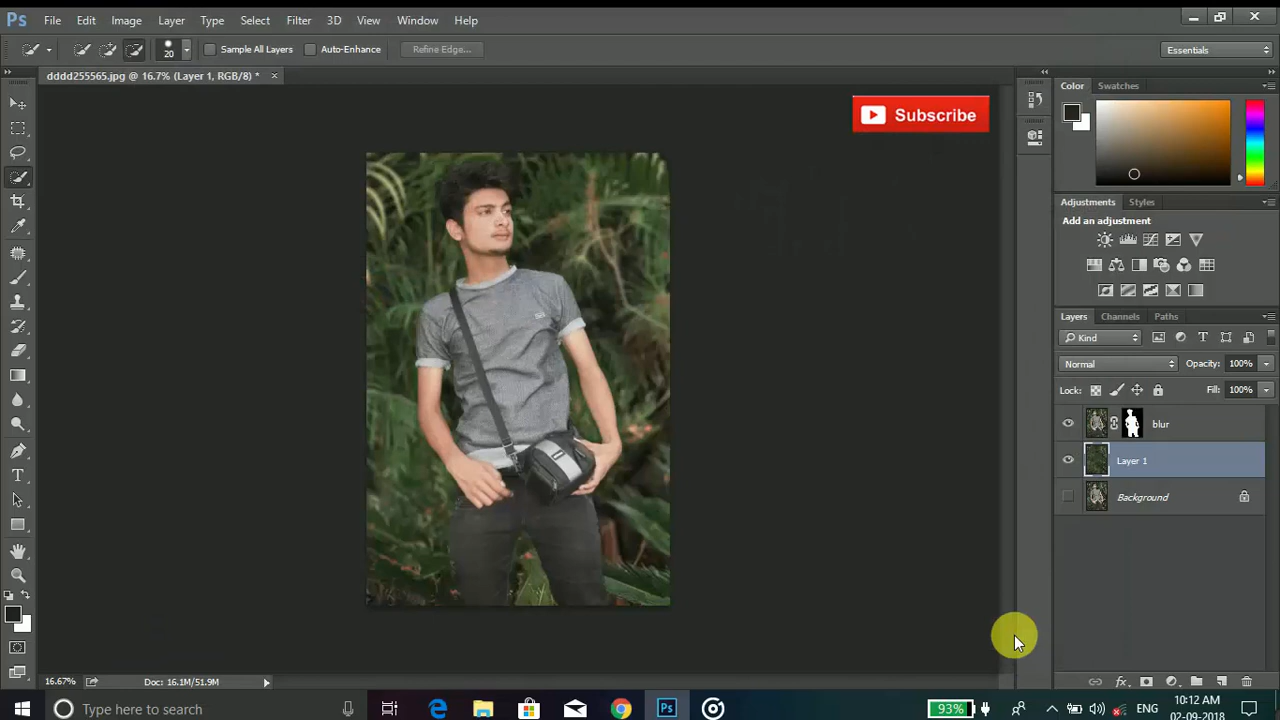 Ps File Edit Image Layer Type Select Filter 3D View Window Help
20 Sample All Layers Auto-Enhance Refine Edge... Essentials
dddd255565.jpg @ 16.7% (Layer 1, RGB/8) *
Subscribe
Color Swatches
Adjustments Styles
Add an adjustment
Layers Channels Paths
Kind
Normal Opacity: 100%
Lock: Fill: 100%
blur
Layer 1
Background
16.67% Doc: 16.1M/51.9M
Type here to search
93%
ENG
10:12 AM
02-09-2018